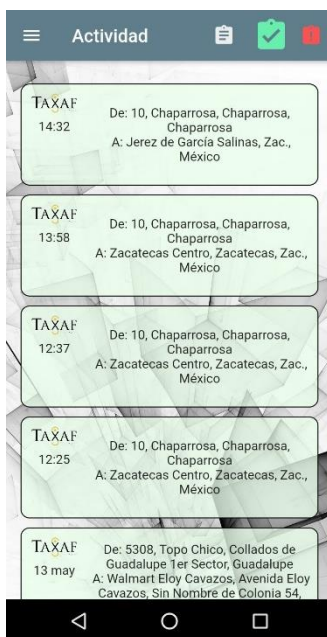 Actividad
TAXAF
14:32
De: 10, Chaparrosa, Chaparrosa,
Chaparrosa
A: Jerez de García Salinas, Zac.,
México
TAXAF
13:58
De: 10, Chaparrosa, Chaparrosa,
Chaparrosa
A: Zacatecas Centro, Zacatecas, Zac.,
México
TAXAF
12:37
De: 10, Chaparrosa, Chaparrosa,
Chaparrosa
A: Zacatecas Centro, Zacatecas, Zac.,
México
TAXAF
12:25
De: 10, Chaparrosa, Chaparrosa,
Chaparrosa
A: Zacatecas Centro, Zacatecas, Zac.,
México
TAXAF
13 may
De: 5308, Topo Chico, Collados de
Guadalupe 1er Sector, Guadalupe
A: Walmart Eloy Cavazos, Avenida Eloy
Cavazos, Sin Nombre de Colonia 54,